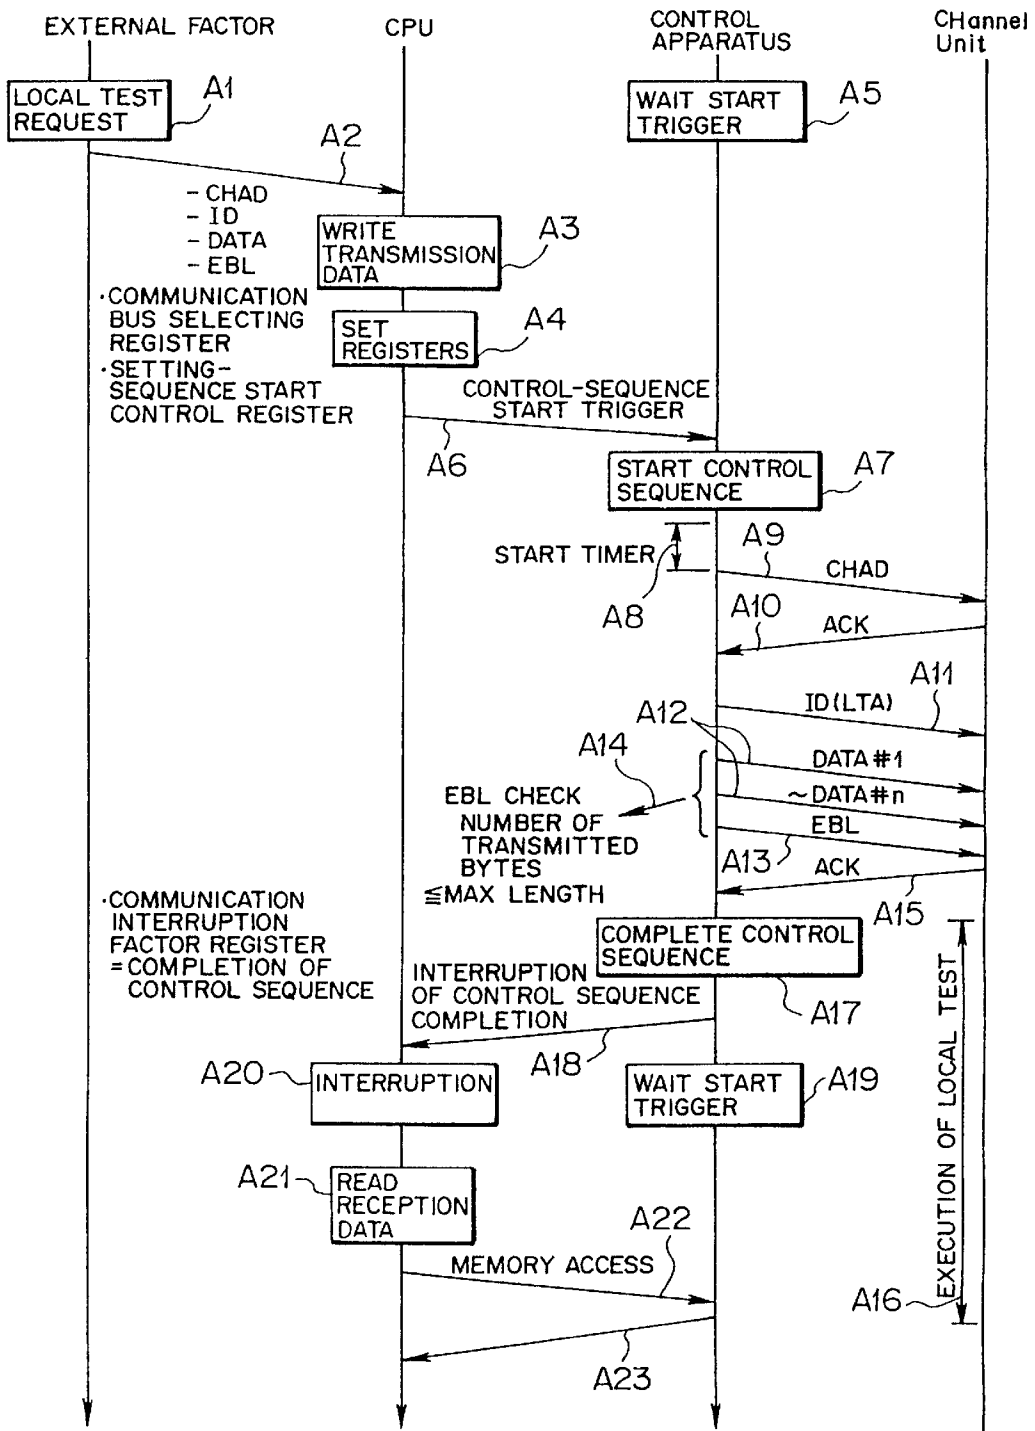 EXTERNAL FACTOR
CPU
CONTROL
APPARATUS
CHannel
Unit
LOCAL TEST
REQUEST
A1
WAIT START
TRIGGER
A5
A2
- CHAD
- ID
- DATA
- EBL
WRITE
TRANSMISSION
DATA
A3
·COMMUNICATION
BUS SELECTING
REGISTER
·SETTING-
SEQUENCE START
CONTROL REGISTER
SET
REGISTERS
A4
CONTROL-SEQUENCE
START TRIGGER
A6
START CONTROL
SEQUENCE
A7
START TIMER
A8
A9
CHAD
A10
ACK
A11
ID(LTA)
A12
DATA #1
A14
~DATA#n
EBL CHECK
NUMBER OF
TRANSMITTED
BYTES
≦MAX LENGTH
EBL
A13
ACK
A15
·COMMUNICATION
INTERRUPTION
FACTOR REGISTER
=COMPLETION OF
CONTROL SEQUENCE
COMPLETE CONTROL
SEQUENCE
A17
INTERRUPTION
OF CONTROL SEQUENCE
COMPLETION
A18
A20
INTERRUPTION
WAIT START
TRIGGER
A19
EXECUTION OF LOCAL TEST
A16
A21
READ
RECEPTION
DATA
A22
MEMORY ACCESS
A23